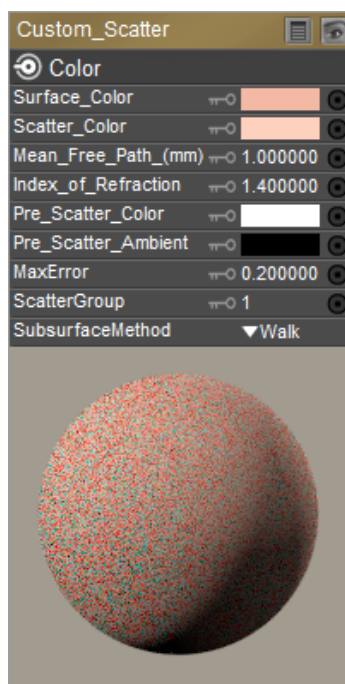 Custom_Scatter
Color
Surface_Color
Scatter_Color
Mean_Free_Path_(mm) 1.000000
Index_of_Refraction 1.400000
Pre_Scatter_Color
Pre_Scatter_Ambient
MaxError 0.200000
ScatterGroup 1
SubsurfaceMethod ▼Walk